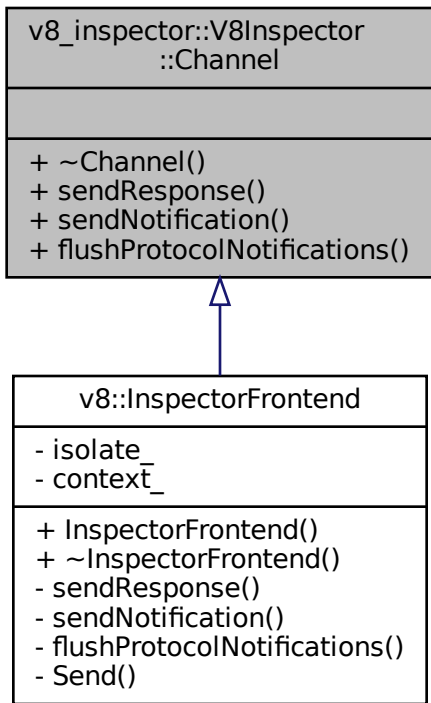 v8_inspector::V8Inspector
::Channel
+ ~Channel()
+ sendResponse()
+ sendNotification()
+ flushProtocolNotifications()
v8::InspectorFrontend
- isolate_
- context_
+ InspectorFrontend()
+ ~InspectorFrontend()
- sendResponse()
- sendNotification()
- flushProtocolNotifications()
- Send()